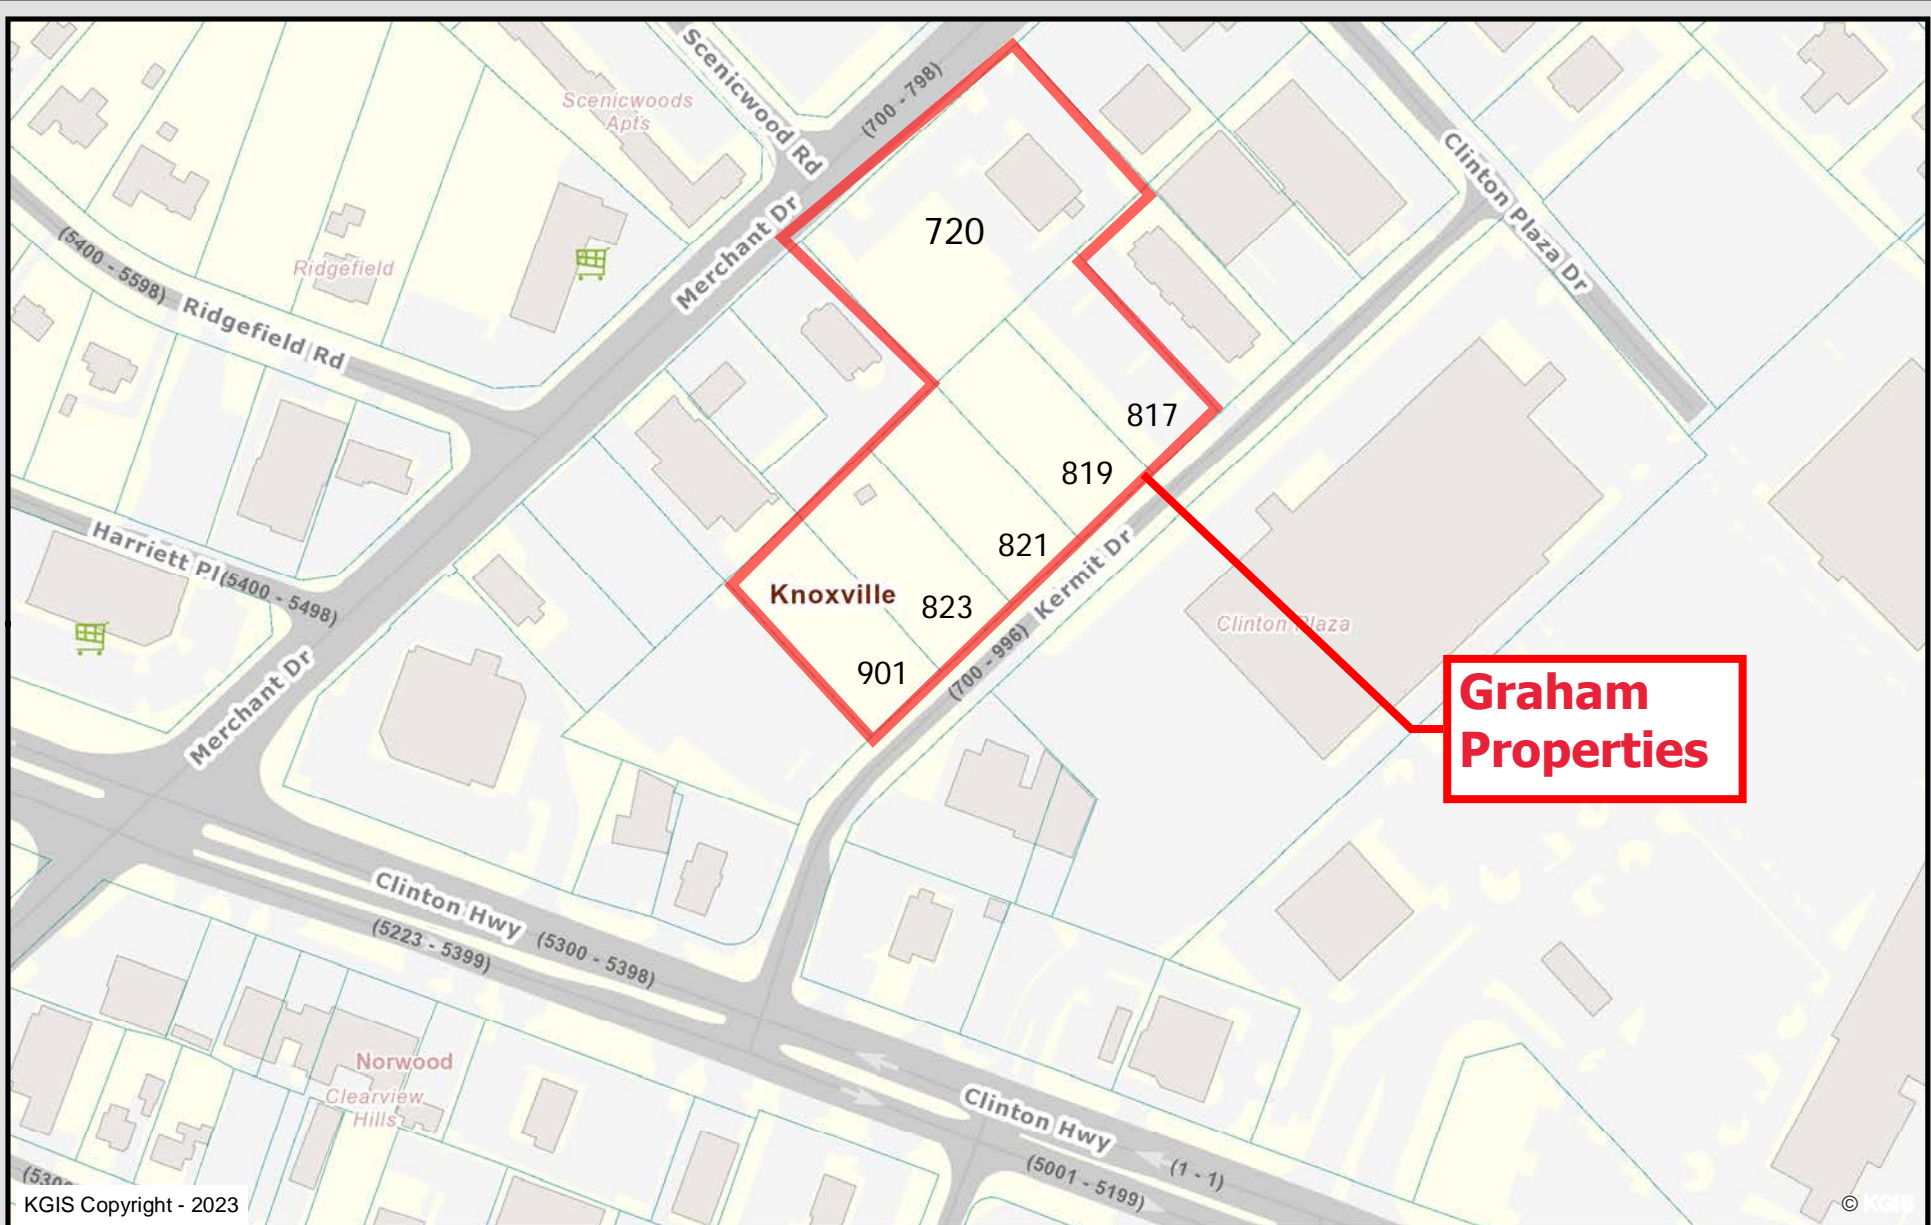 Scenicwood Rd
(700 - 798)
Scenicwoods
Apts
Clinton Plaza Dr
720
Merchant Dr
(5400 - 5598)
Ridgefield
Ridgefield Rd
817
819
821
Kermit Dr
(700 - 996)
Harriett Pl
(5400 - 5498)
Knoxville
823
901
Clinton Plaza
Merchant Dr
Graham
Properties
Clinton Hwy
(5300 - 5398)
(5223 - 5399)
Norwood
Clearview
Hills
Clinton Hwy
(1 - 1)
(5001 - 5199)
KGIS Copyright - 2023
© KGIS